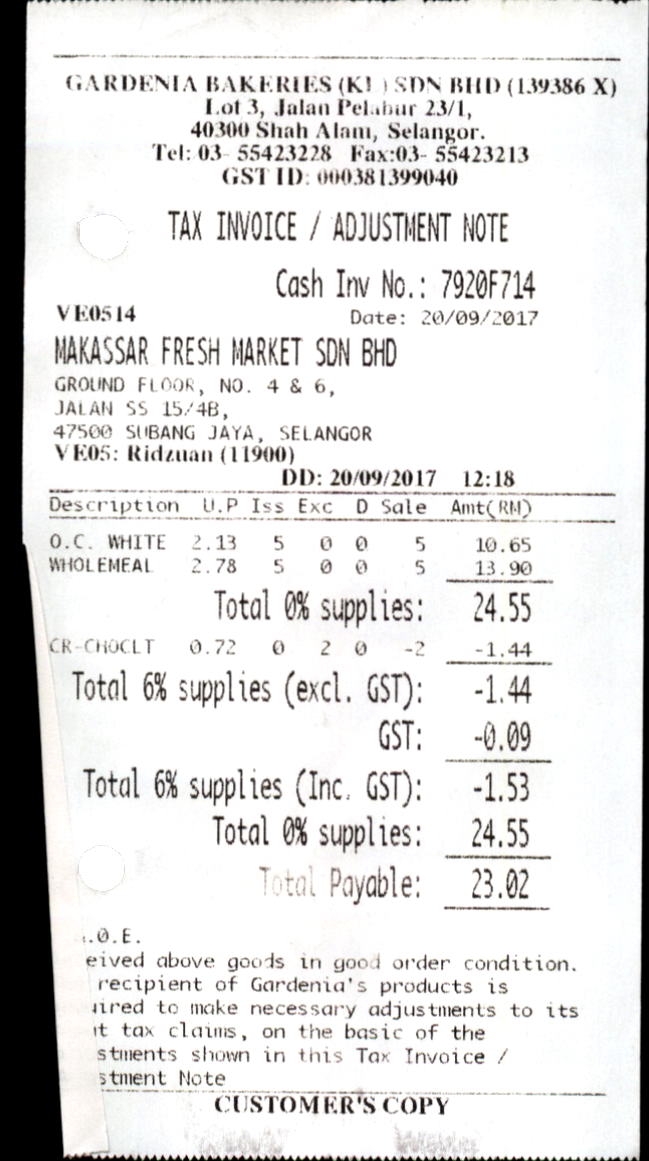 GARDENIA BAKERIES (KL) SDN BHD (139386 X)
Lot 3, Jalan Pelabur 23/1,
40300 Shah Alam, Selangor.
Tel: 03- 55423228 Fax:03- 55423213
GST ID: 000381399040
TAX INVOICE / ADJUSTMENT NOTE
Cash Inv No.: 7920F714
VE0514 Date: 20/09/2017
MAKASSAR FRESH MARKET SDN BHD
GROUND FLOOR, NO. 4 & 6,
JALAN SS 15/4B,
47500 SUBANG JAYA, SELANGOR
VE05: Ridzuan (11900)
DD: 20/09/2017 12:18
Description U.P Iss Exc D Sale Amt(RM)
O.C. WHITE 2.13 5 0 0 5 10.65
WHOLEMEAL 2.78 5 0 0 5 13.90
Total 0% supplies: 24.55
CR-CHOCLT 0.72 0 2 0 -2 -1.44
Total 6% supplies (excl. GST): -1.44
GST: -0.09
Total 6% supplies (Inc. GST): -1.53
Total 0% supplies: 24.55
Total Payable: 23.02
.O.E.
eived above goods in good order condition.
recipient of Gardenia's products is
uired to make necessary adjustments to its
t tax claims, on the basic of the
stments shown in this Tax Invoice /
stment Note
CUSTOMER'S COPY